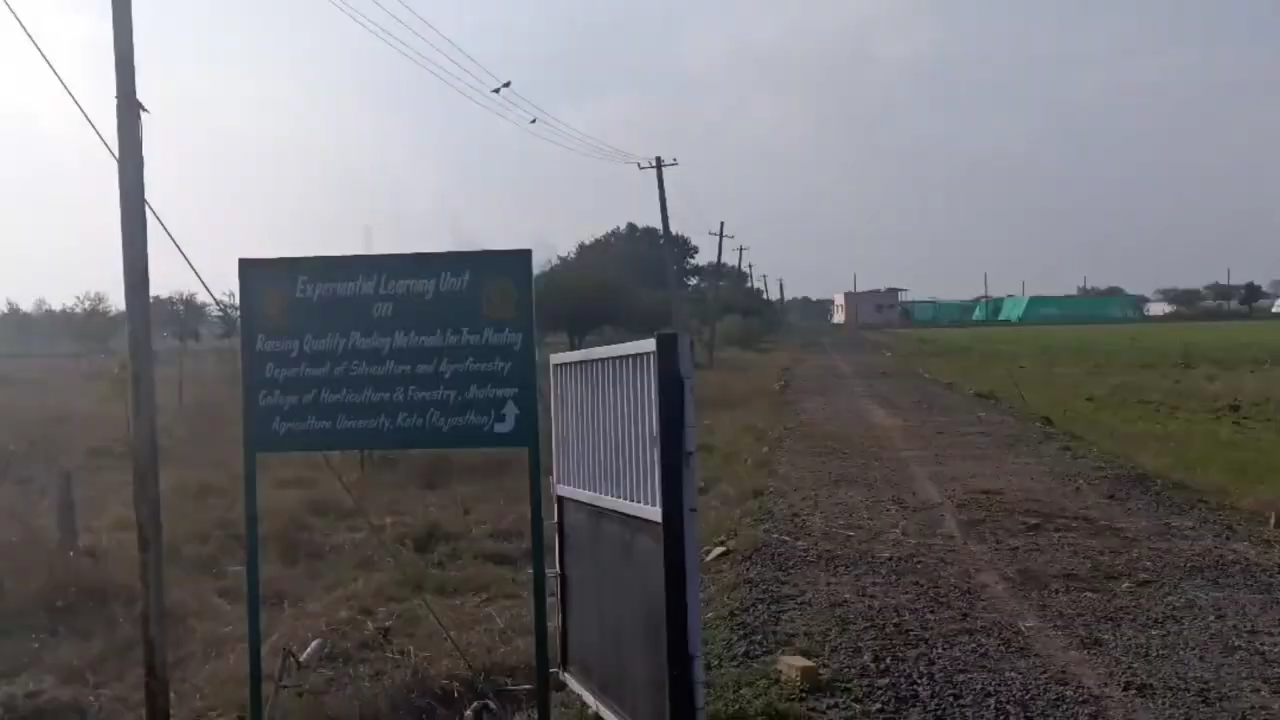 Experiential Learning Unit
on
Raising Quality Planting Materials for Tree Planting
Department of Silviculture and Agroforestry
College of Horticulture & Forestry, Jhalawar
Agriculture University, Kota (Rajasthan)